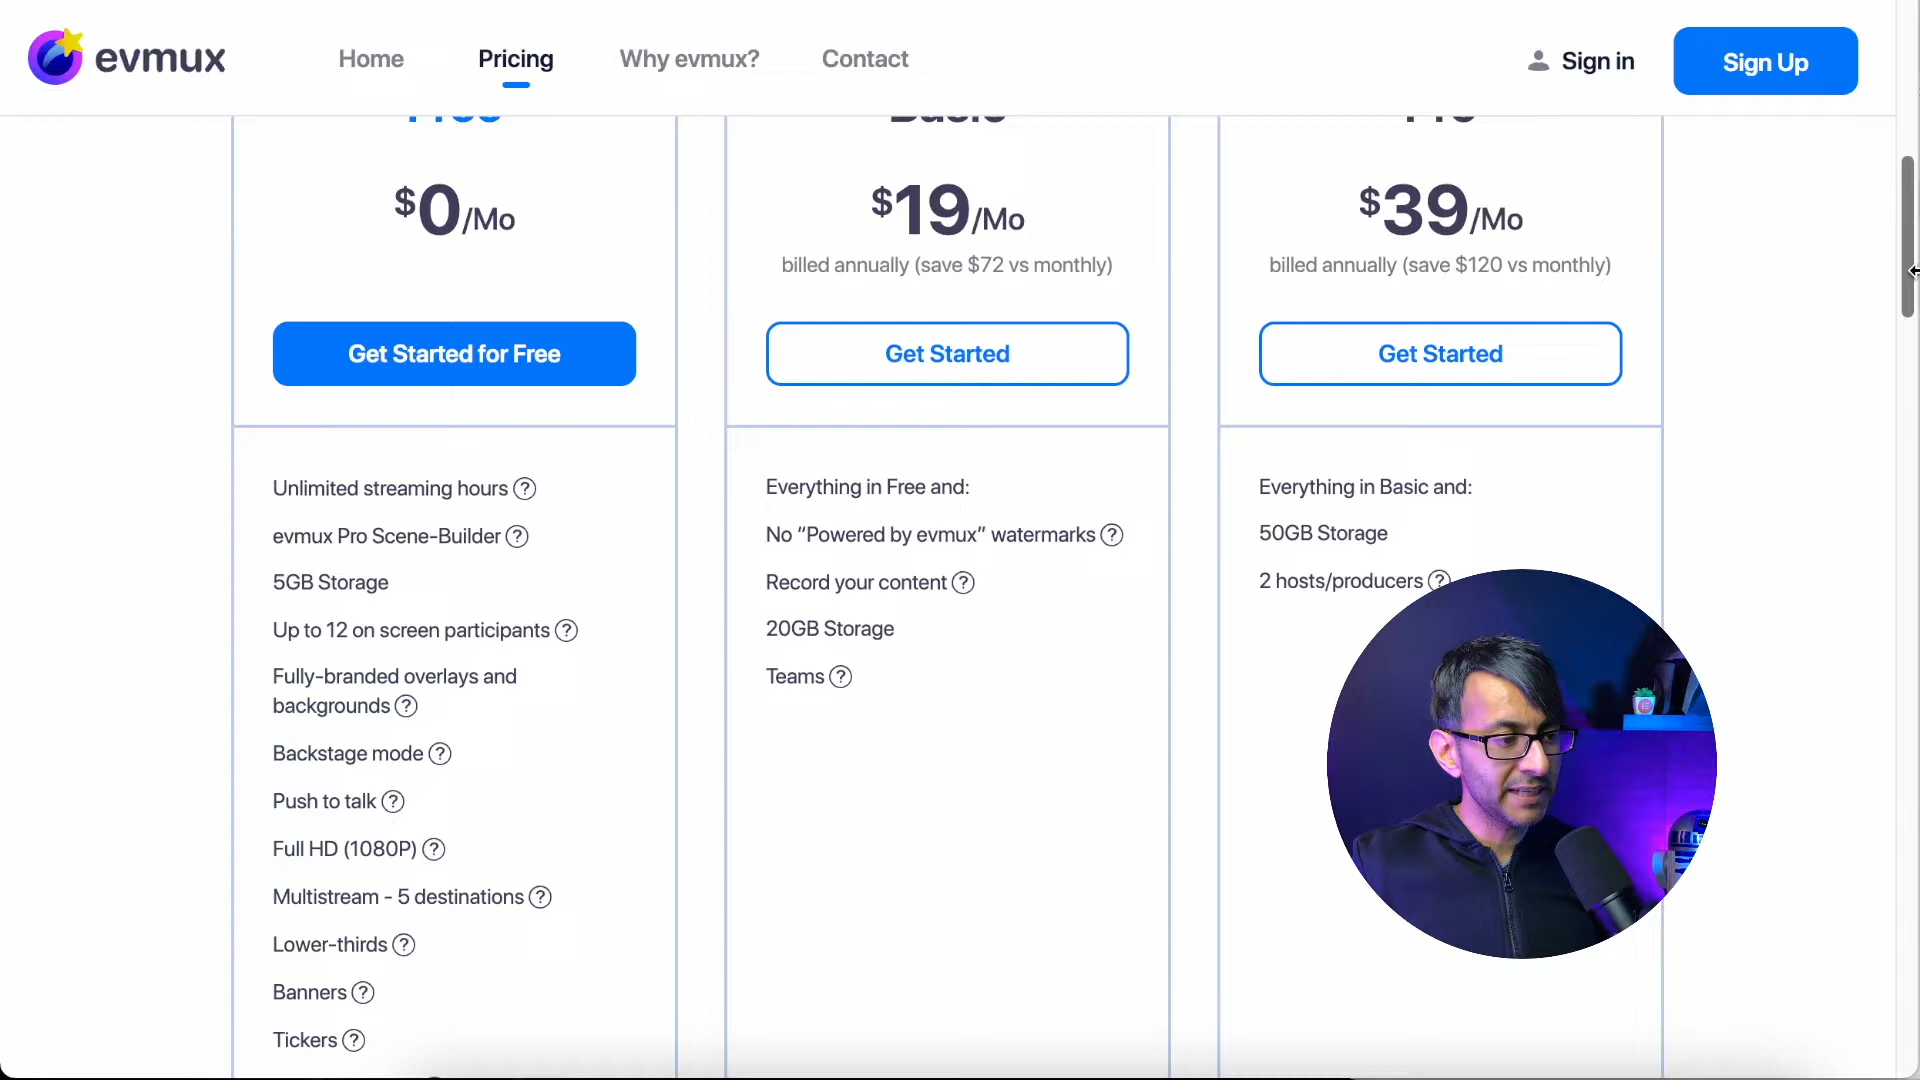 evmux
Home
Pricing
Why evmux?
Contact
Sign in
Sign Up
Free
Basic
Pro
$0/Mo
$19/Mo
billed annually (save $72 vs monthly)
$39/Mo
billed annually (save $120 vs monthly)
Get Started for Free
Get Started
Get Started
Unlimited streaming hours ?
evmux Pro Scene-Builder ?
5GB Storage
Up to 12 on screen participants ?
Fully-branded overlays and
backgrounds ?
Backstage mode ?
Push to talk ?
Full HD (1080P) ?
Multistream - 5 destinations ?
Lower-thirds ?
Banners ?
Tickers ?
Everything in Free and:
No “Powered by evmux” watermarks ?
Record your content ?
20GB Storage
Teams ?
Everything in Basic and:
50GB Storage
2 hosts/producers ?